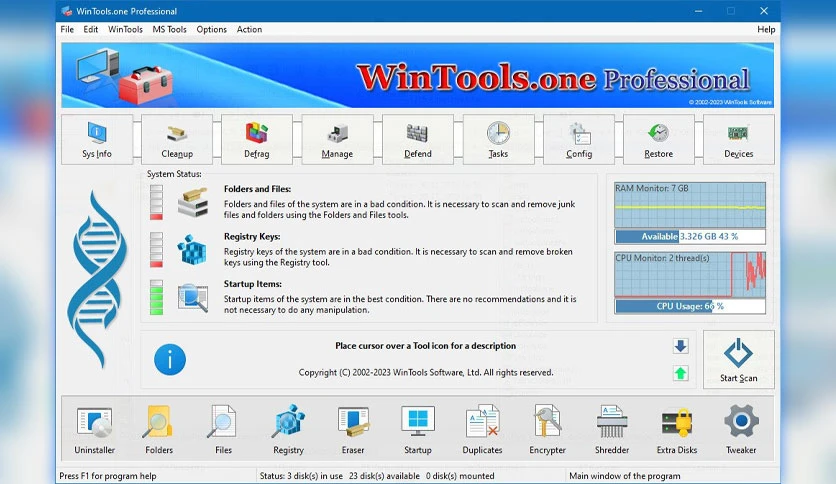 WinTools.one Professional
File Edit WinTools MS Tools Options Action Help
WinTools.one Professional
© 2002-2023 WinTools Software
Sys Info Cleanup Defrag Manage Defend Tasks Config Restore Devices
System Status:
Folders and Files:
Folders and files of the system are in a bad condition. It is necessary to scan and remove junk
files and folders using the Folders and Files tools.
Registry Keys:
Registry keys of the system are in a bad condition. It is necessary to scan and remove broken
keys using the Registry tool.
Startup Items:
Startup items of the system are in the best condition. There are no recommendations and it is
not necessary to do any manipulation.
RAM Monitor: 7 GB
Available 3.326 GB 43 %
CPU Monitor: 2 thread(s)
CPU Usage: 66 %
Place cursor over a Tool icon for a description
Copyright (C) 2002-2023 WinTools Software, Ltd. All rights reserved.
Start Scan
Uninstaller Folders Files Registry Eraser Startup Duplicates Encrypter Shredder Extra Disks Tweaker
Press F1 for program help Status: 3 disk(s) in use 23 disk(s) available 0 disk(s) mounted Main window of the program